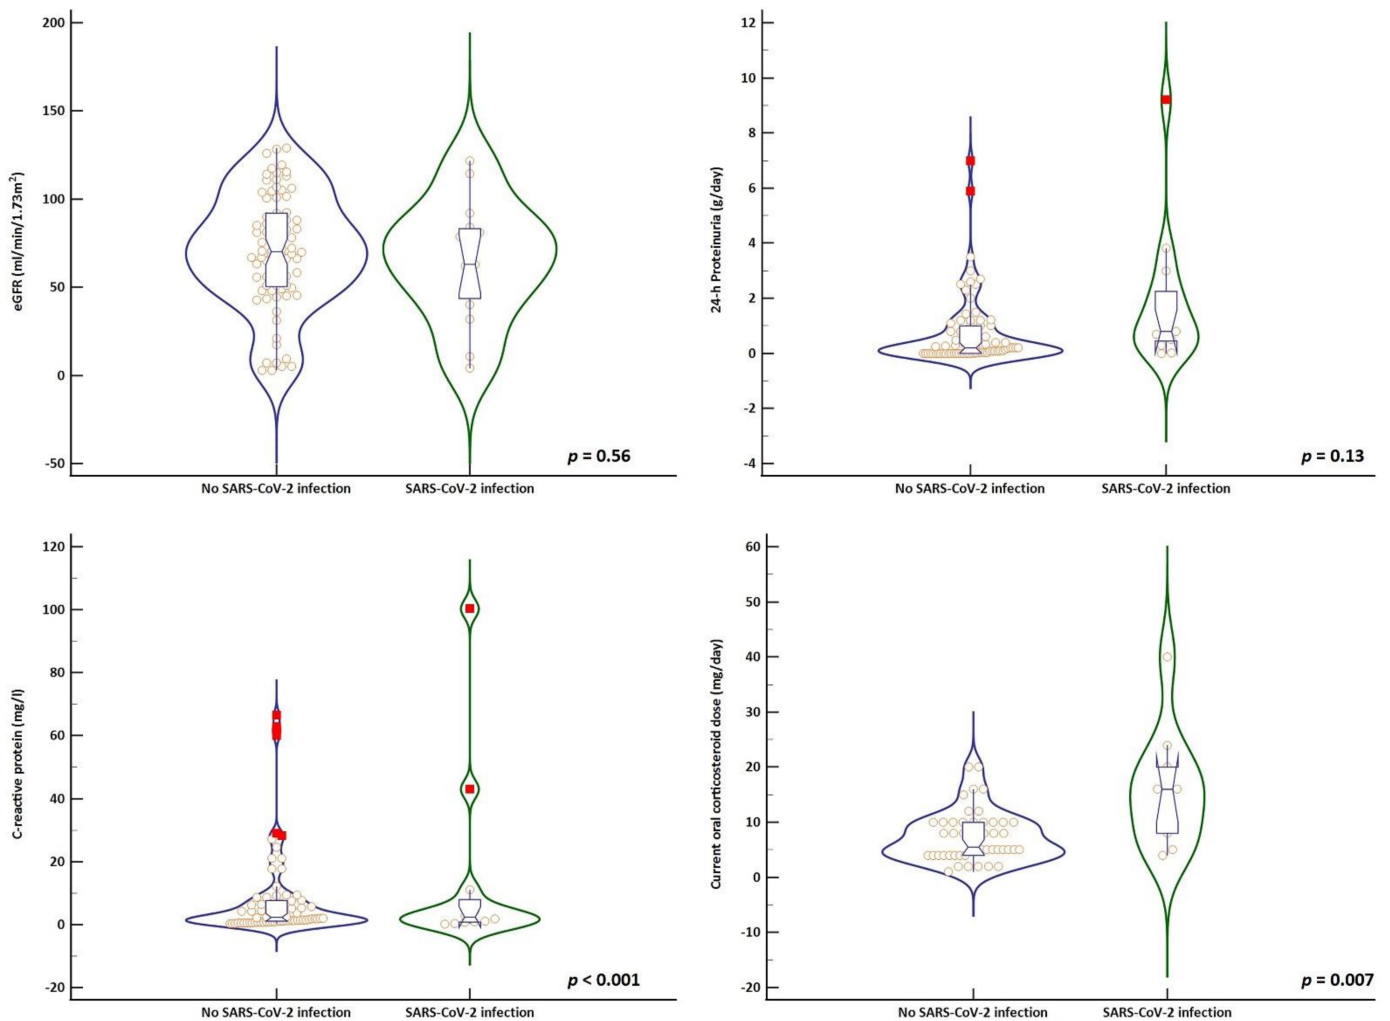 200
150
100
50
0
-50
eGFR (ml/min/1.73m²)
No SARS-CoV-2 infection
SARS-CoV-2 infection
p = 0.56
12
10
8
6
4
2
0
-2
-4
24-h Proteinuria (g/day)
No SARS-CoV-2 infection
SARS-CoV-2 infection
p = 0.13
120
100
80
60
40
20
0
-20
C-reactive protein (mg/l)
No SARS-CoV-2 infection
SARS-CoV-2 infection
p < 0.001
60
50
40
30
20
10
0
-10
-20
Current oral corticosteroid dose (mg/day)
No SARS-CoV-2 infection
SARS-CoV-2 infection
p = 0.007